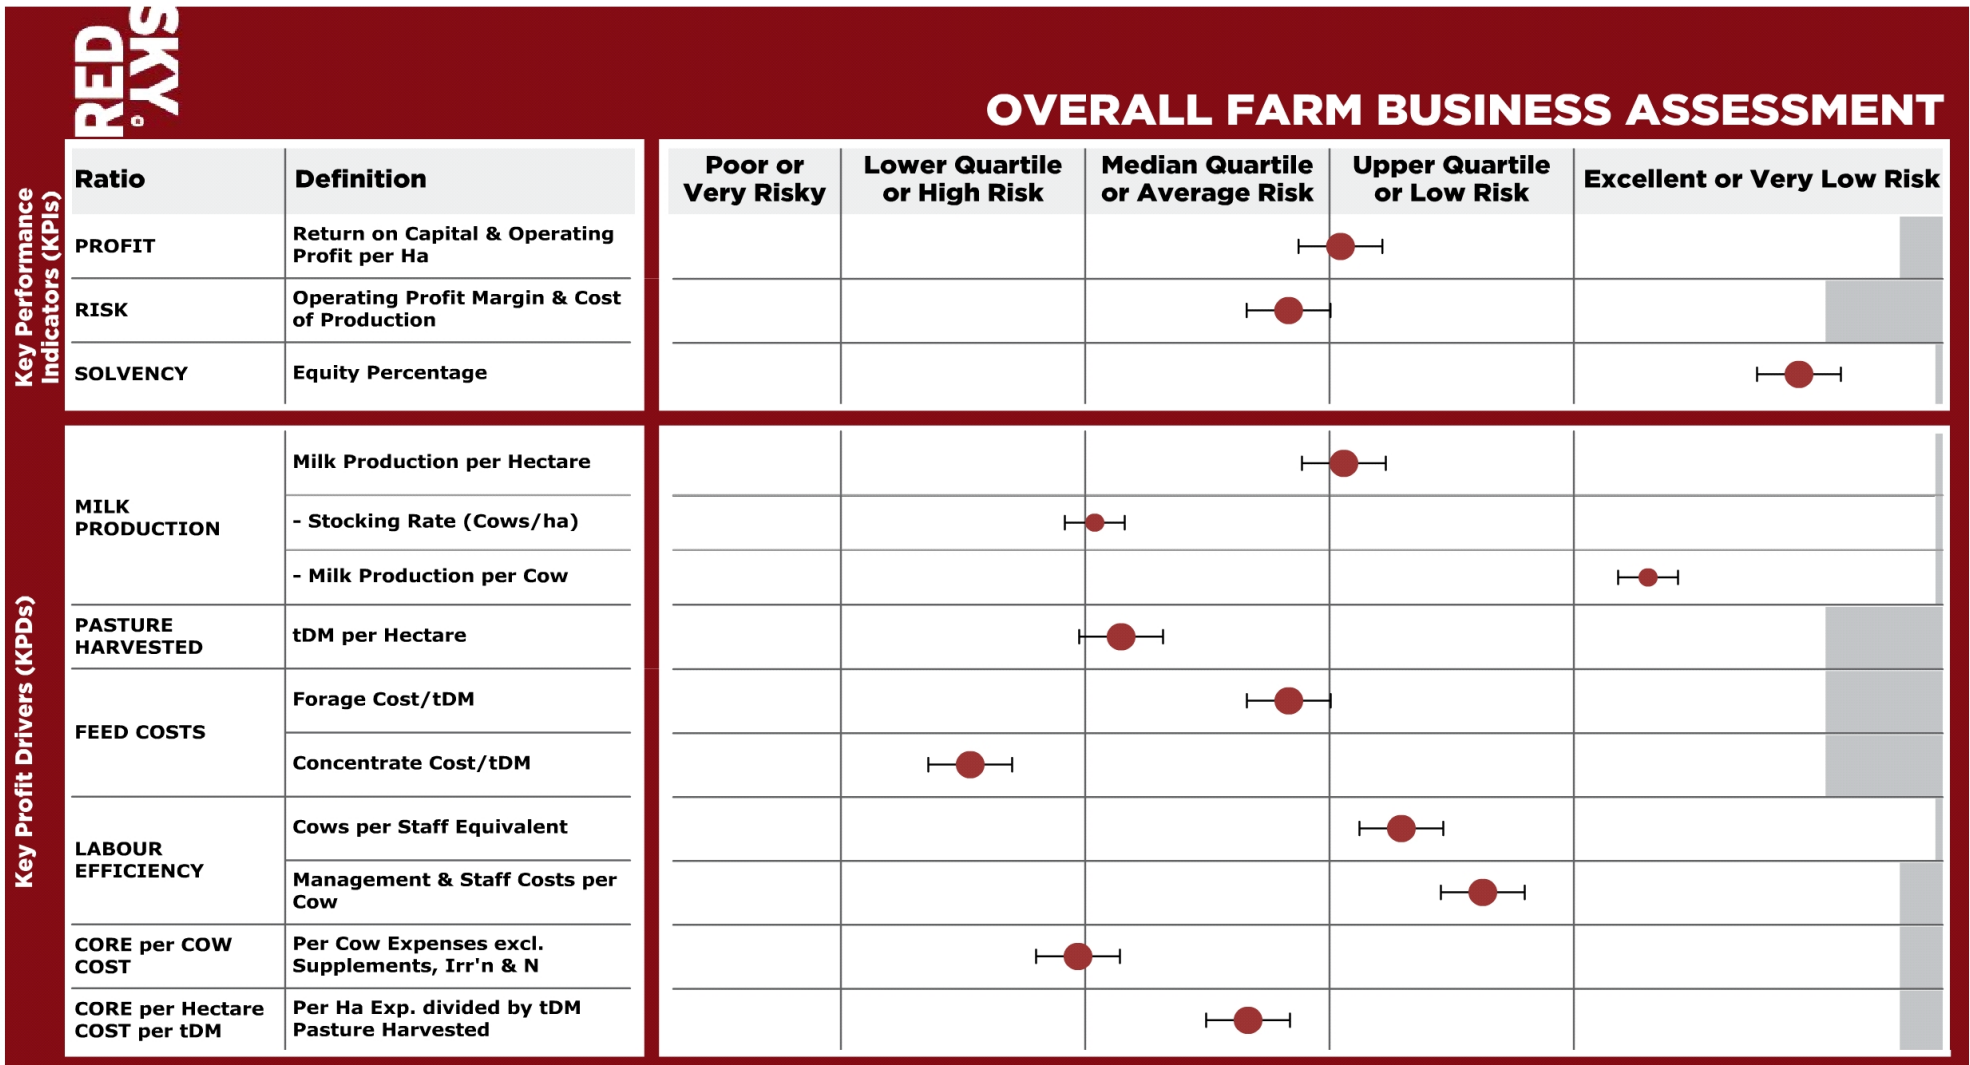 RED
SKY
®
OVERALL FARM BUSINESS ASSESSMENT
Key Performance
Indicators (KPIs)
Ratio
Definition
Poor or
Very Risky
Lower Quartile
or High Risk
Median Quartile
or Average Risk
Upper Quartile
or Low Risk
Excellent or Very Low Risk
PROFIT
Return on Capital & Operating
Profit per Ha
RISK
Operating Profit Margin & Cost
of Production
SOLVENCY
Equity Percentage
Key Profit Drivers (KPDs)
MILK
PRODUCTION
Milk Production per Hectare
- Stocking Rate (Cows/ha)
- Milk Production per Cow
PASTURE
HARVESTED
tDM per Hectare
FEED COSTS
Forage Cost/tDM
Concentrate Cost/tDM
LABOUR
EFFICIENCY
Cows per Staff Equivalent
Management & Staff Costs per
Cow
CORE per COW
COST
Per Cow Expenses excl.
Supplements, Irr'n & N
CORE per Hectare
COST per tDM
Per Ha Exp. divided by tDM
Pasture Harvested